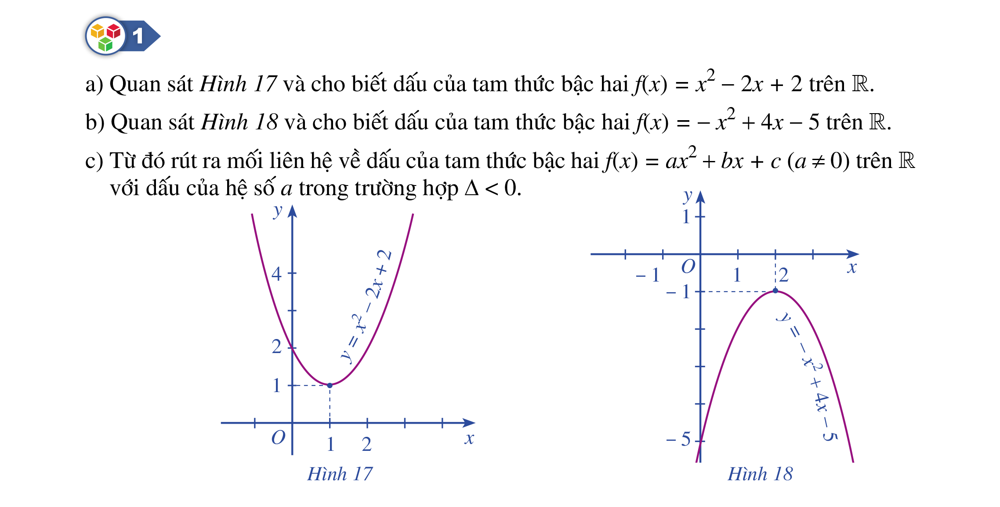 1
a) Quan sát Hình 17 và cho biết dấu của tam thức bậc hai f(x) = x² − 2x + 2 trên ℝ.
b) Quan sát Hình 18 và cho biết dấu của tam thức bậc hai f(x) = − x² + 4x − 5 trên ℝ.
c) Từ đó rút ra mối liên hệ về dấu của tam thức bậc hai f(x) = ax² + bx + c (a ≠ 0) trên ℝ
với dấu của hệ số a trong trường hợp Δ < 0.
y
4
2
1
O
1 2
x
y = x² − 2x + 2
Hình 17
y
1
O
− 1
1 2
x
− 1
− 5
y = − x² + 4x − 5
Hình 18